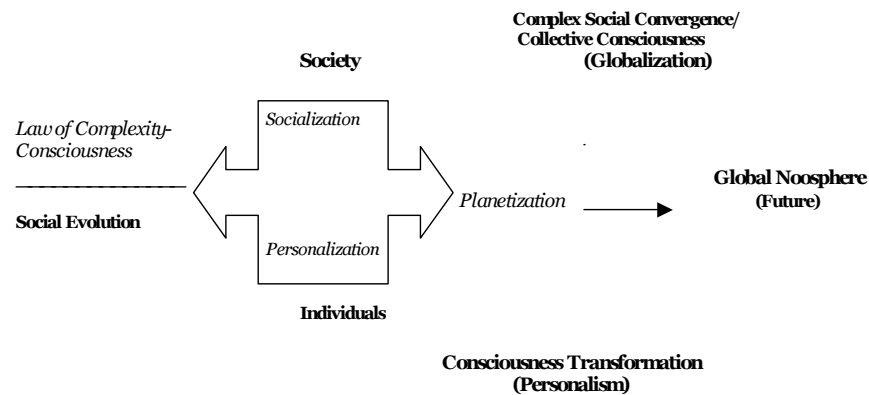 Complex Social Convergence/
Collective Consciousness
(Globalization)
Society
Socialization
Law of Complexity-
Consciousness
Social Evolution
Planetization
Global Noosphere
(Future)
Personalization
Individuals
Consciousness Transformation
(Personalism)